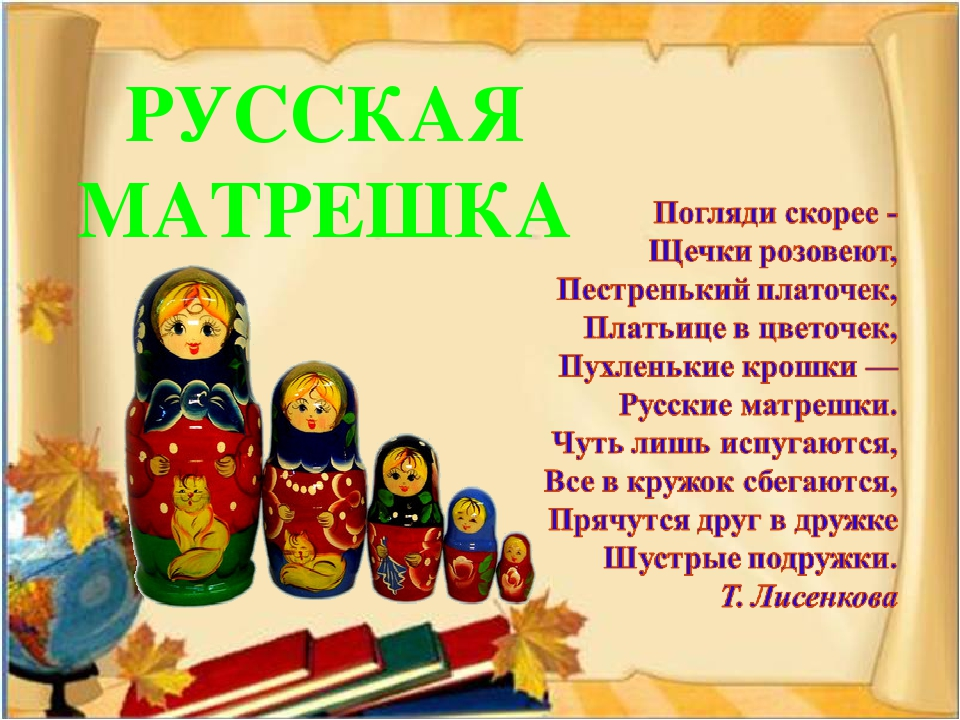 РУССКАЯ
МАТРЕШКА
Погляди скорее -
Щечки розовеют,
Пестренький платочек,
Платьице в цветочек,
Пухленькие крошки —
Русские матрешки.
Чуть лишь испугаются,
Все в кружок сбегаются,
Прячутся друг в дружке
Шустрые подружки.
Т. Лисенкова